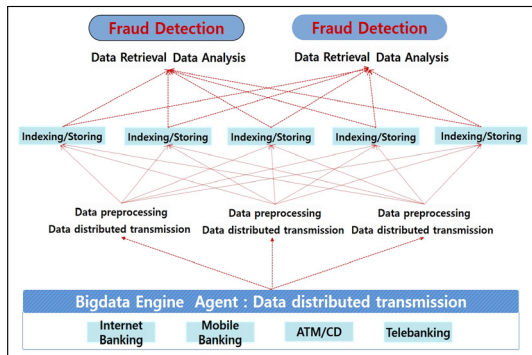 Fraud Detection
Fraud Detection
Data Retrieval Data Analysis
Data Retrieval Data Analysis
Indexing/Storing
Indexing/Storing
Indexing/Storing
Indexing/Storing
Indexing/Storing
Data preprocessing
Data distributed transmission
Data preprocessing
Data distributed transmission
Data preprocessing
Data distributed transmission
Bigdata Engine Agent : Data distributed transmission
Internet
Banking
Mobile
Banking
ATM/CD
Telebanking